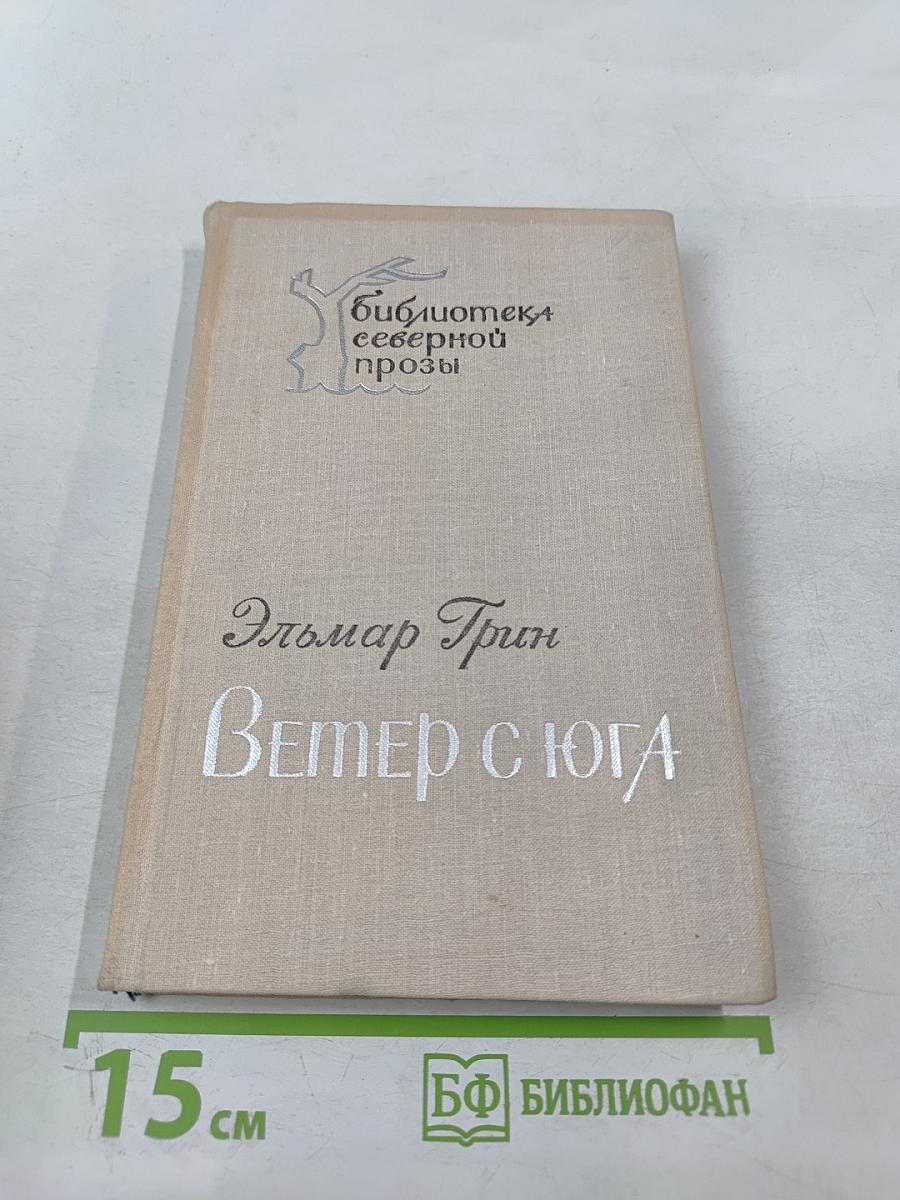 библиотека
северной
прозы
Эльмар Грин
Ветер с юга
15 см
БФ БИБЛИОФАН